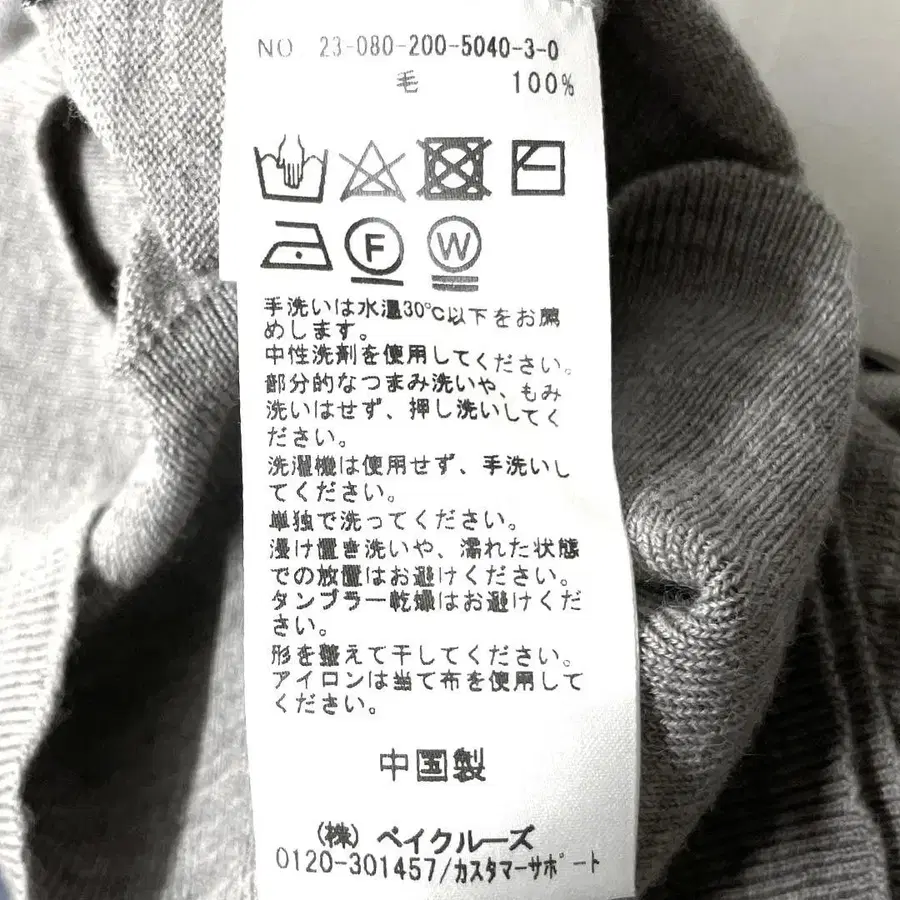 NO 23-080-200-5040-3-0
毛 100%
F W
手洗いは水温30℃以下をお薦
めします。
中性洗剤を使用してください。
部分的なつまみ洗いや、もみ
洗いはせず、押し洗いしてく
ださい。
洗濯機は使用せず、手洗いし
てください。
単独で洗ってください。
浸け置き洗いや、濡れた状態
での放置はお避けください。
タンブラー乾燥はお避けくだ
さい。
形を整えて干してください。
アイロンは当て布を使用して
ください。
中国製
(株) ベイクルーズ
0120-301457/カスタマーサポート